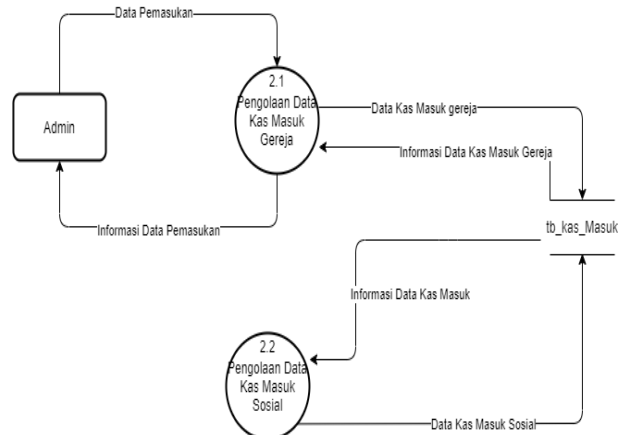 Data Pemasukan
2.1
Pengolaan Data
Kas Masuk
Gereja
Admin
Data Kas Masuk gereja
Informasi Data Kas Masuk Gereja
Informasi Data Pemasukan
tb_kas_Masuk
Informasi Data Kas Masuk
2.2
Pengolaan Data
Kas Masuk
Sosial
Data Kas Masuk Sosial